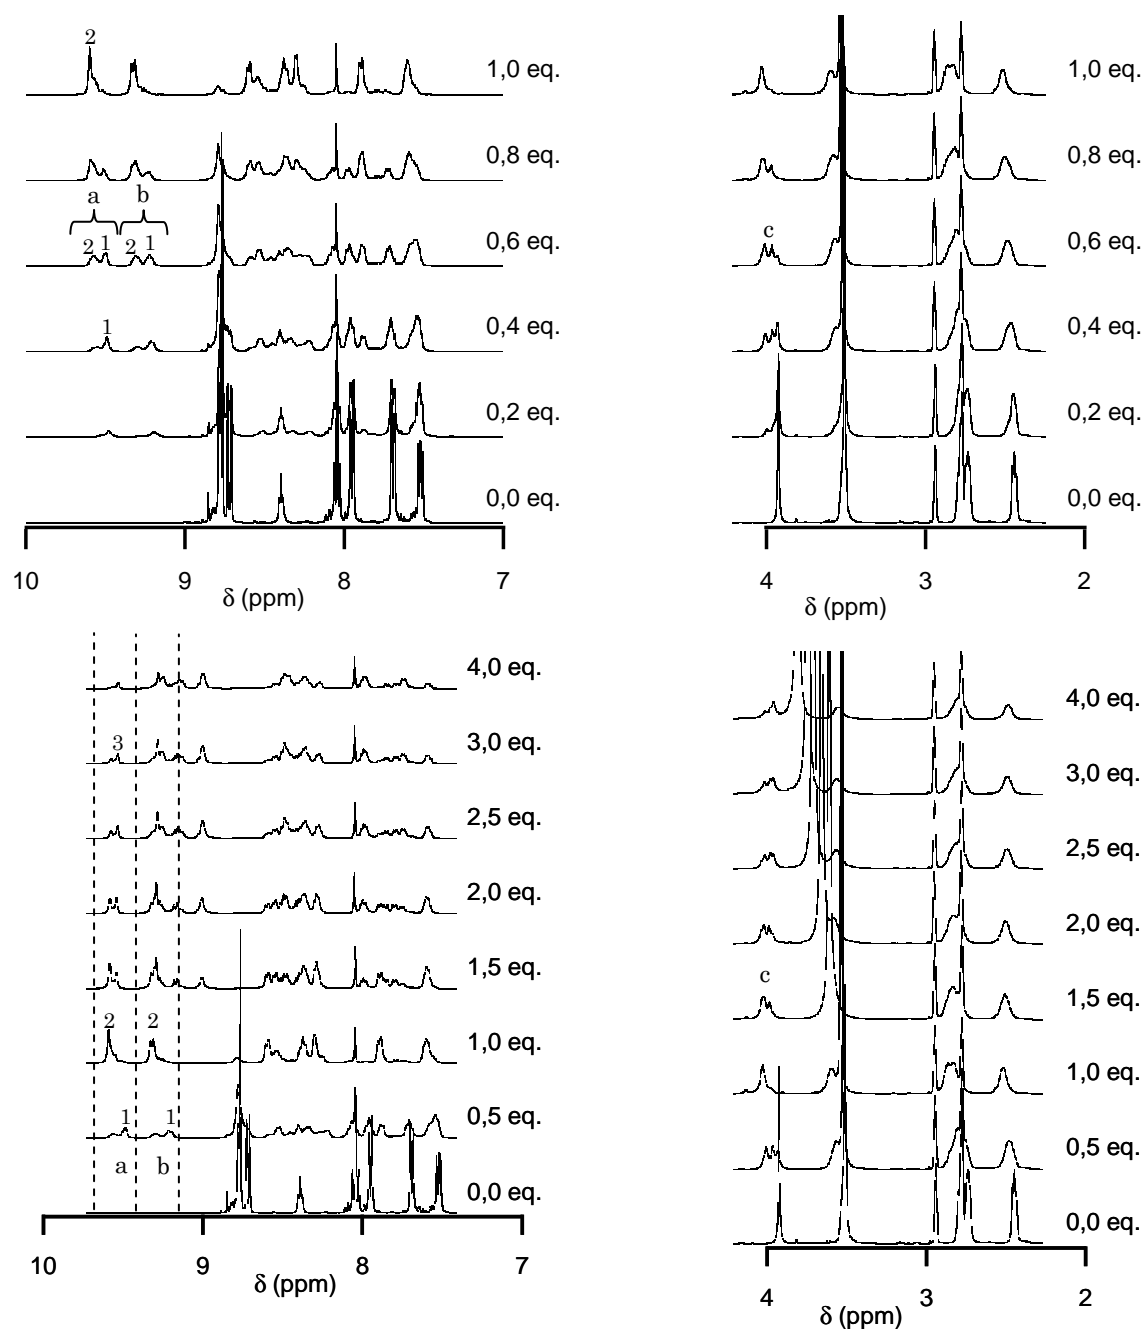 2
1,0 eq.
0,8 eq.
a b
2 1 2 1
0,6 eq.
1
0,4 eq.
0,2 eq.
0,0 eq.
10 9 8 7
δ (ppm)
1,0 eq.
0,8 eq.
c
0,6 eq.
0,4 eq.
0,2 eq.
0,0 eq.
4 3 2
δ (ppm)
4,0 eq.
3
3,0 eq.
2,5 eq.
2,0 eq.
1,5 eq.
2 2
1,0 eq.
1 1
0,5 eq.
a b
0,0 eq.
10 9 8 7
δ (ppm)
4,0 eq.
3,0 eq.
2,5 eq.
2,0 eq.
c
1,5 eq.
1,0 eq.
0,5 eq.
0,0 eq.
4 3 2
δ (ppm)